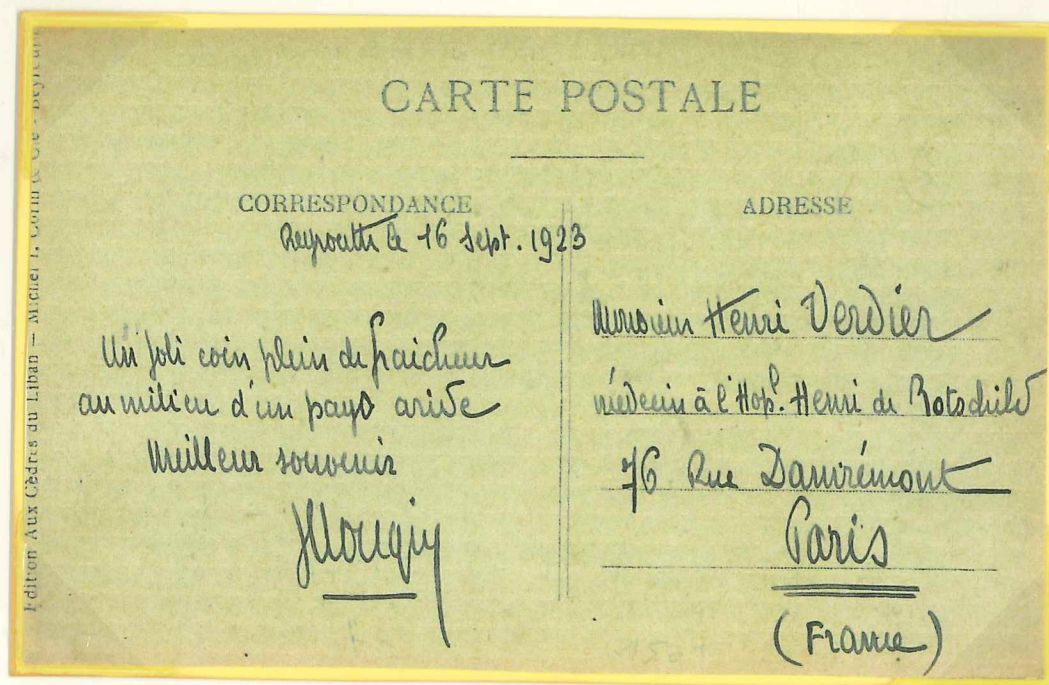 CARTE POSTALE
CORRESPONDANCE
Beyrouth le 16 Sept. 1923
Un joli coin plein de fraicheur
au milieu d'un pays aride
Meilleur souvenir
ADRESSE
Monsieur Henri Verdier
médecin à l'Hop. Henri de Rotschild
76 Rue Damrémont
Paris
(France)
Edition Aux Cèdres du Liban — Michel I. Corm & Cie - Beyrouth